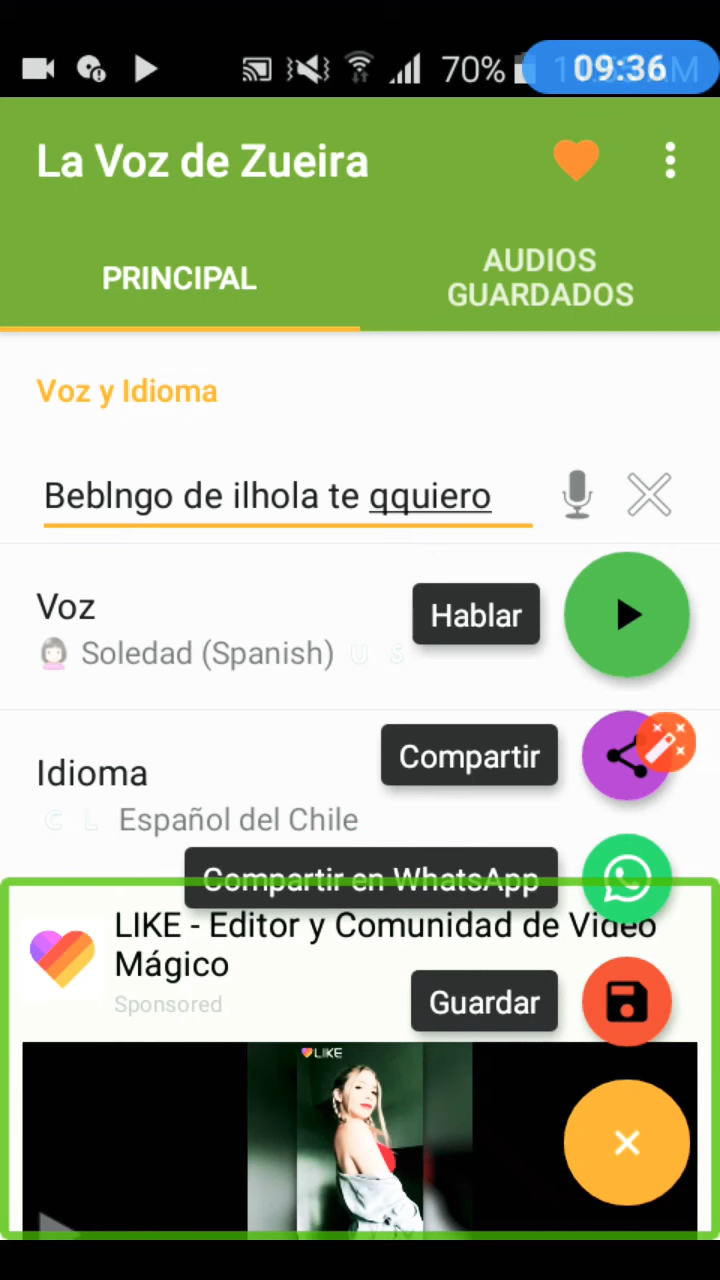 70%
09:36
La Voz de Zueira
PRINCIPAL
AUDIOS
GUARDADOS
Voz y Idioma
Beblngo de ilhola te qquiero
Voz
Hablar
Soledad (Spanish) U S
Compartir
Idioma
C L Español del Chile
Compartir en WhatsApp
LIKE - Editor y Comunidad de Video
Mágico
Sponsored
Guardar
LIKE